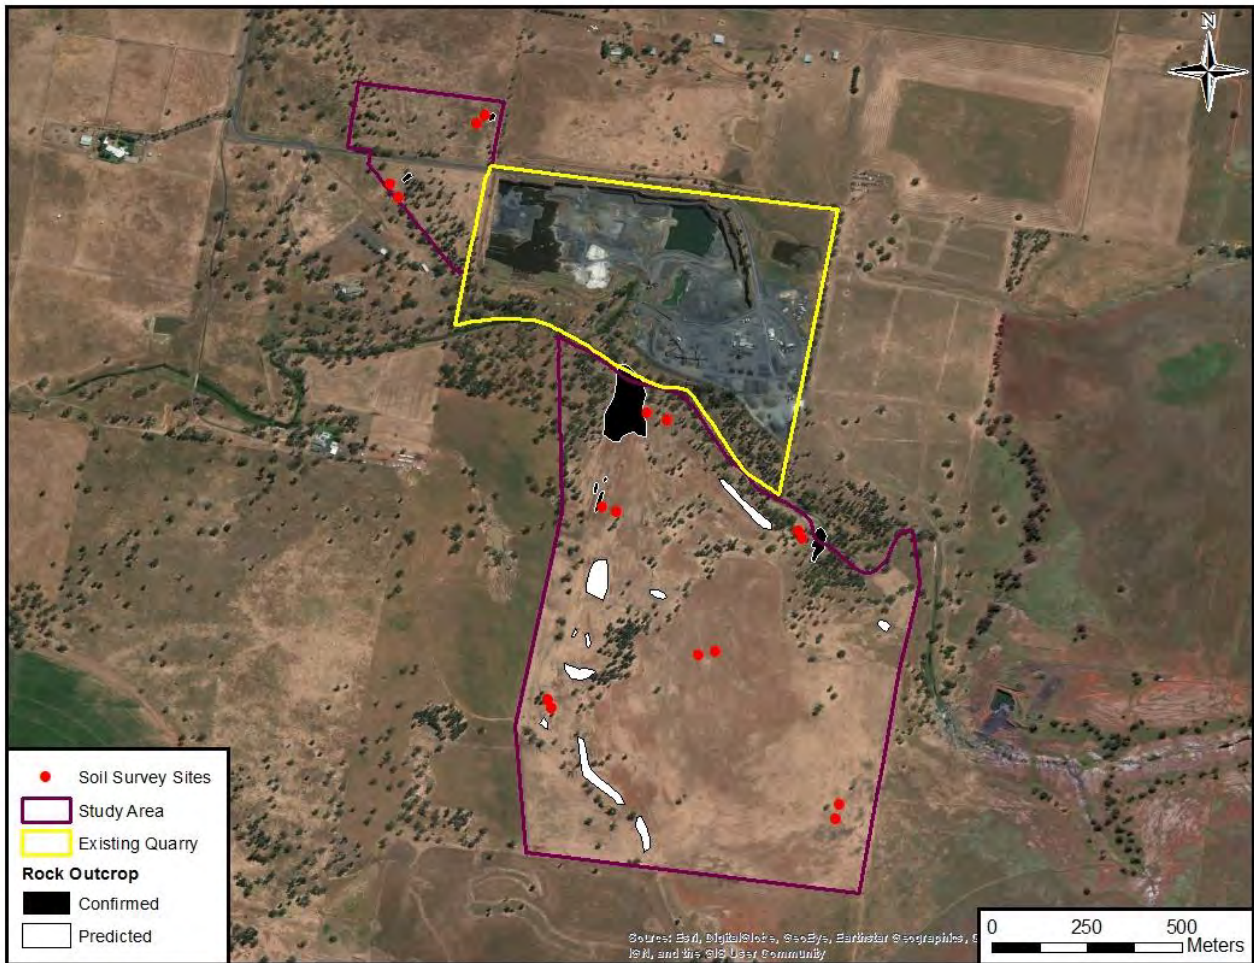 N
Soil Survey Sites
Study Area
Existing Quarry
Rock Outcrop
Confirmed
Predicted
Source: Esri, DigitalGlobe, GeoEye, Earthstar Geographics,
IGN, and the GIS User Community
0 250 500
Meters